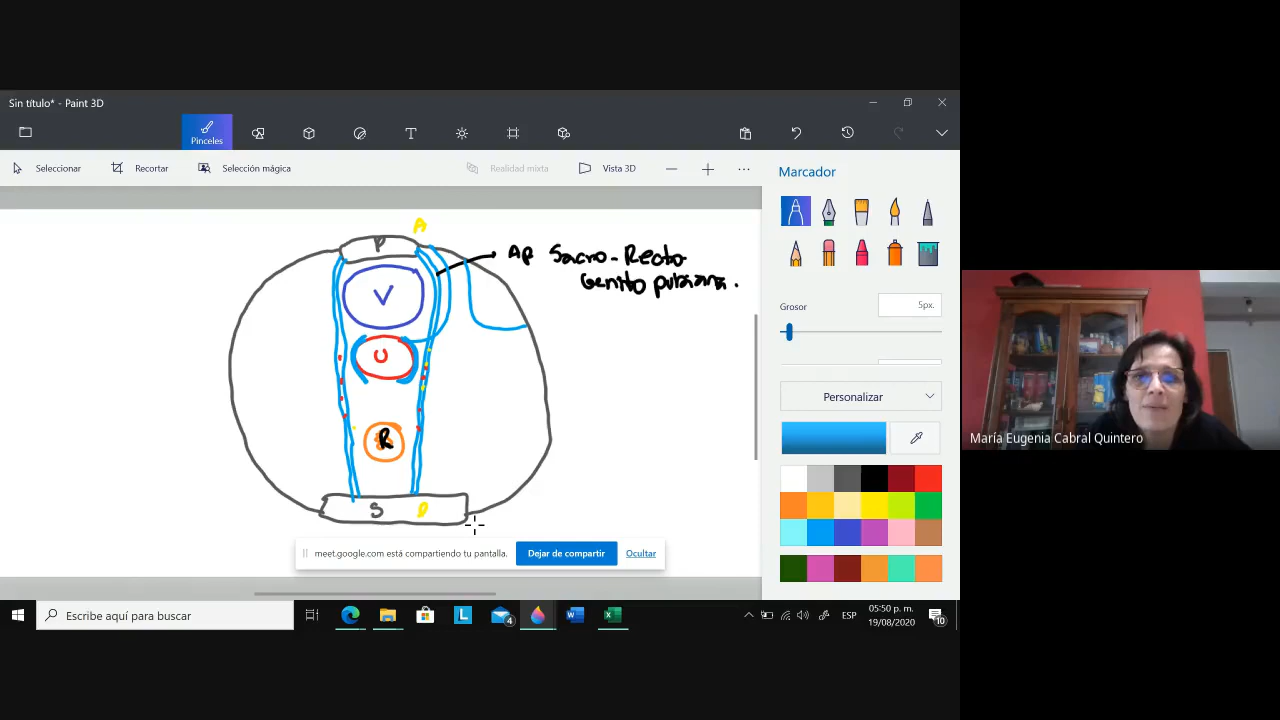 Sin título* - Paint 3D
Pinceles
Seleccionar
Recortar
Selección mágica
Realidad mixta
Vista 3D
Marcador
Grosor
5px.
Personalizar
A
P
V
U
R
S
AP Sacro-Recto
Genito pubiana.
meet.google.com está compartiendo tu pantalla.
Dejar de compartir
Ocultar
María Eugenia Cabral Quintero
Escribe aquí para buscar
4
ESP
05:50 p. m.
19/08/2020
10